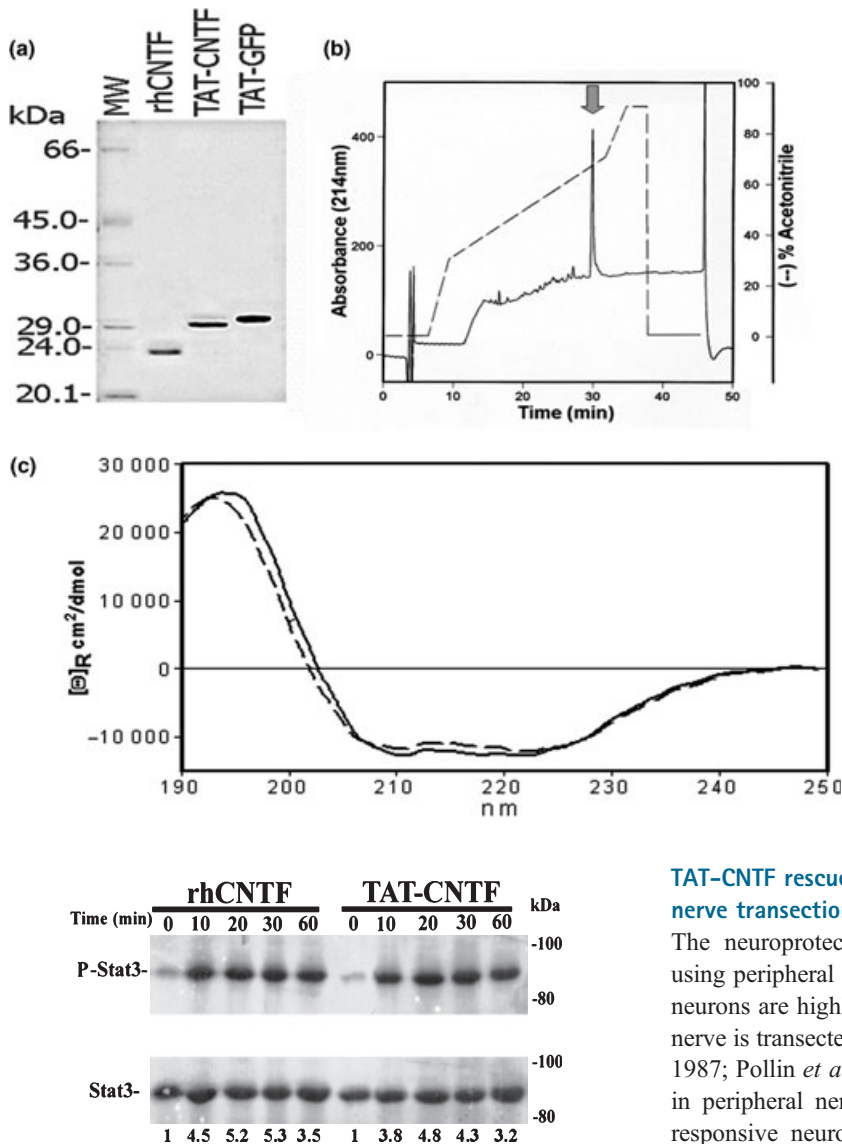 (a)
MW rhCNTF TAT-CNTF TAT-GFP
kDa
66-
45.0-
36.0-
29.0-
24.0-
20.1-
(b)
Absorbance (214nm)
400
200
0
0 10 20 30 40 50
Time (min)
100
80
60
40
20
0
(--) % Acetonitrile
(c)
[Θ]R cm2/dmol
30 000
20 000
10 000
0
-10 000
190 200 210 220 230 240 250
nm
rhCNTF TAT-CNTF
Time (min) 0 10 20 30 60 0 10 20 30 60 kDa
-100
P-Stat3-
-80
-100
Stat3-
-80
1 4.5 5.2 5.3 3.5 1 3.8 4.8 4.3 3.2
TAT-CNTF rescue
nerve transection
The neuroprotec
using peripheral
neurons are high
nerve is transecte
1987; Pollin et a
in peripheral ner
responsive neuro